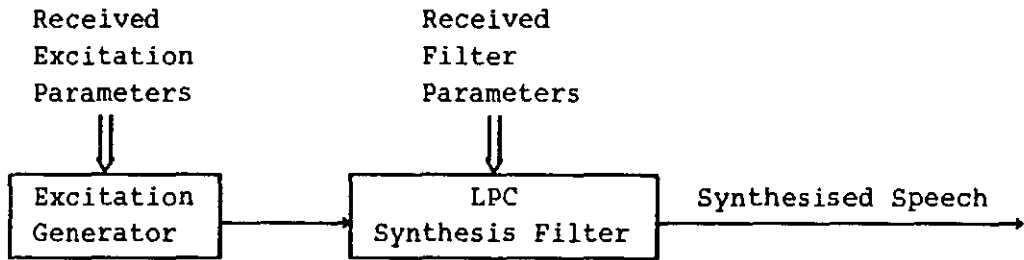 Received
Excitation
Parameters
Received
Filter
Parameters
Excitation
Generator
LPC
Synthesis Filter
Synthesised Speech